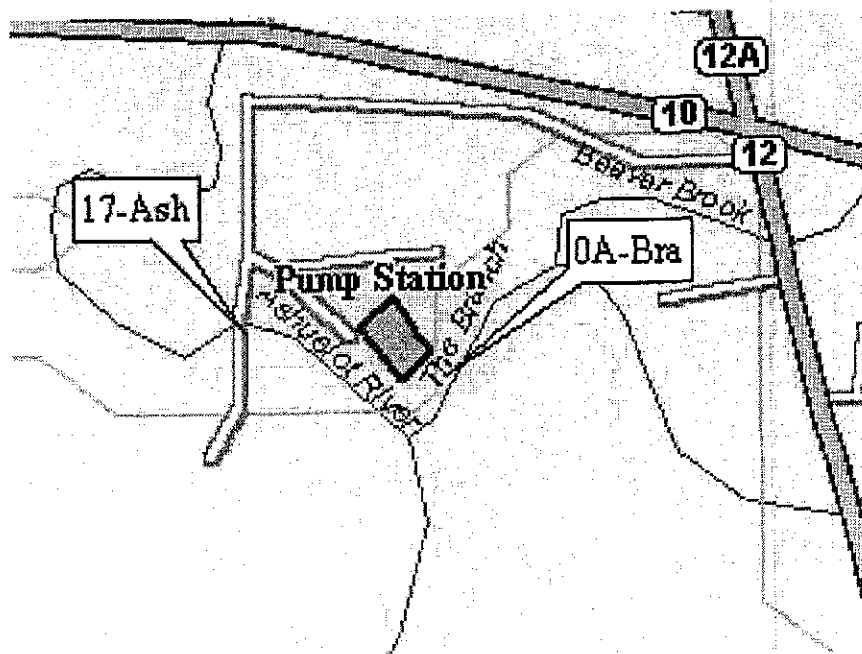 12A
10
12
Beaver Brook
17-Ash
0A-Bra
Pump Station
The Branch
Ashuelot River